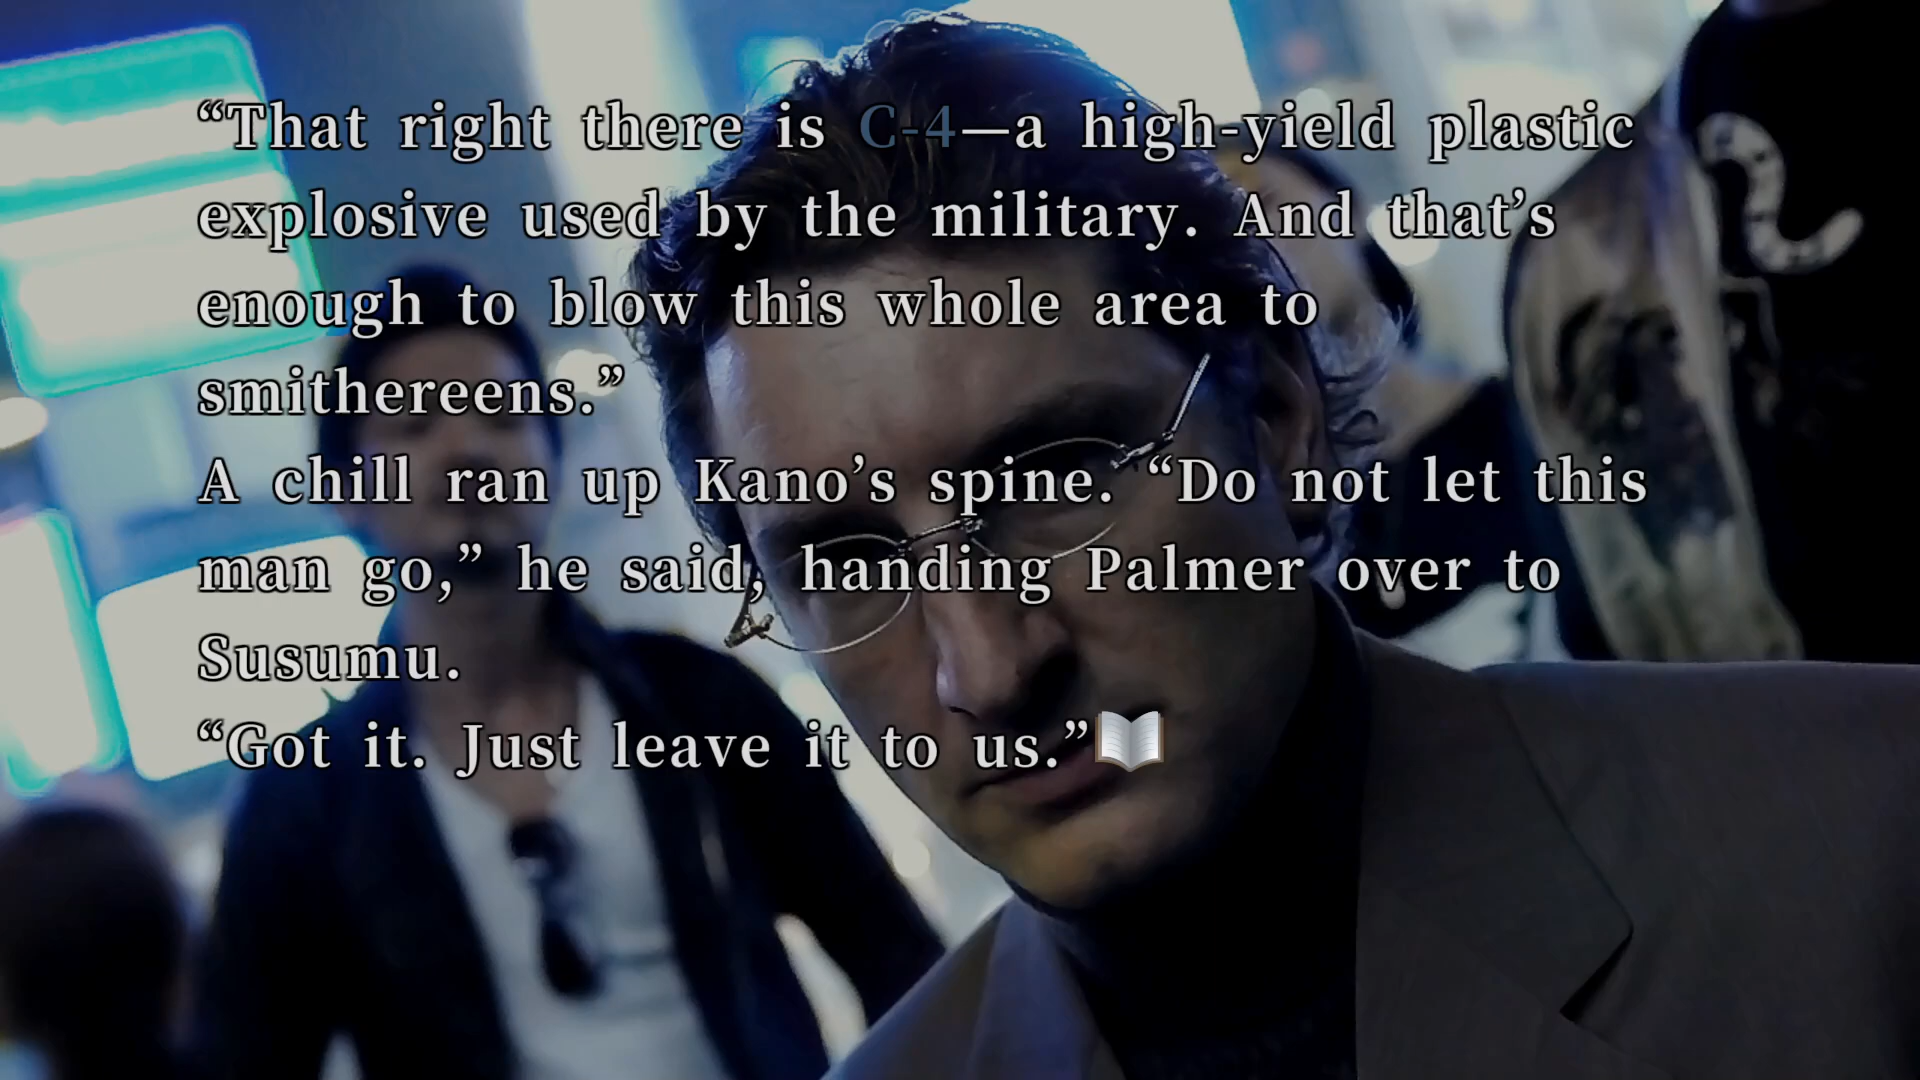 “That right there is C-4—a high-yield plastic
explosive used by the military. And that’s
enough to blow this whole area to
smithereens.”
A chill ran up Kano’s spine. “Do not let this
man go,” he said, handing Palmer over to
Susumu.
“Got it. Just leave it to us.”